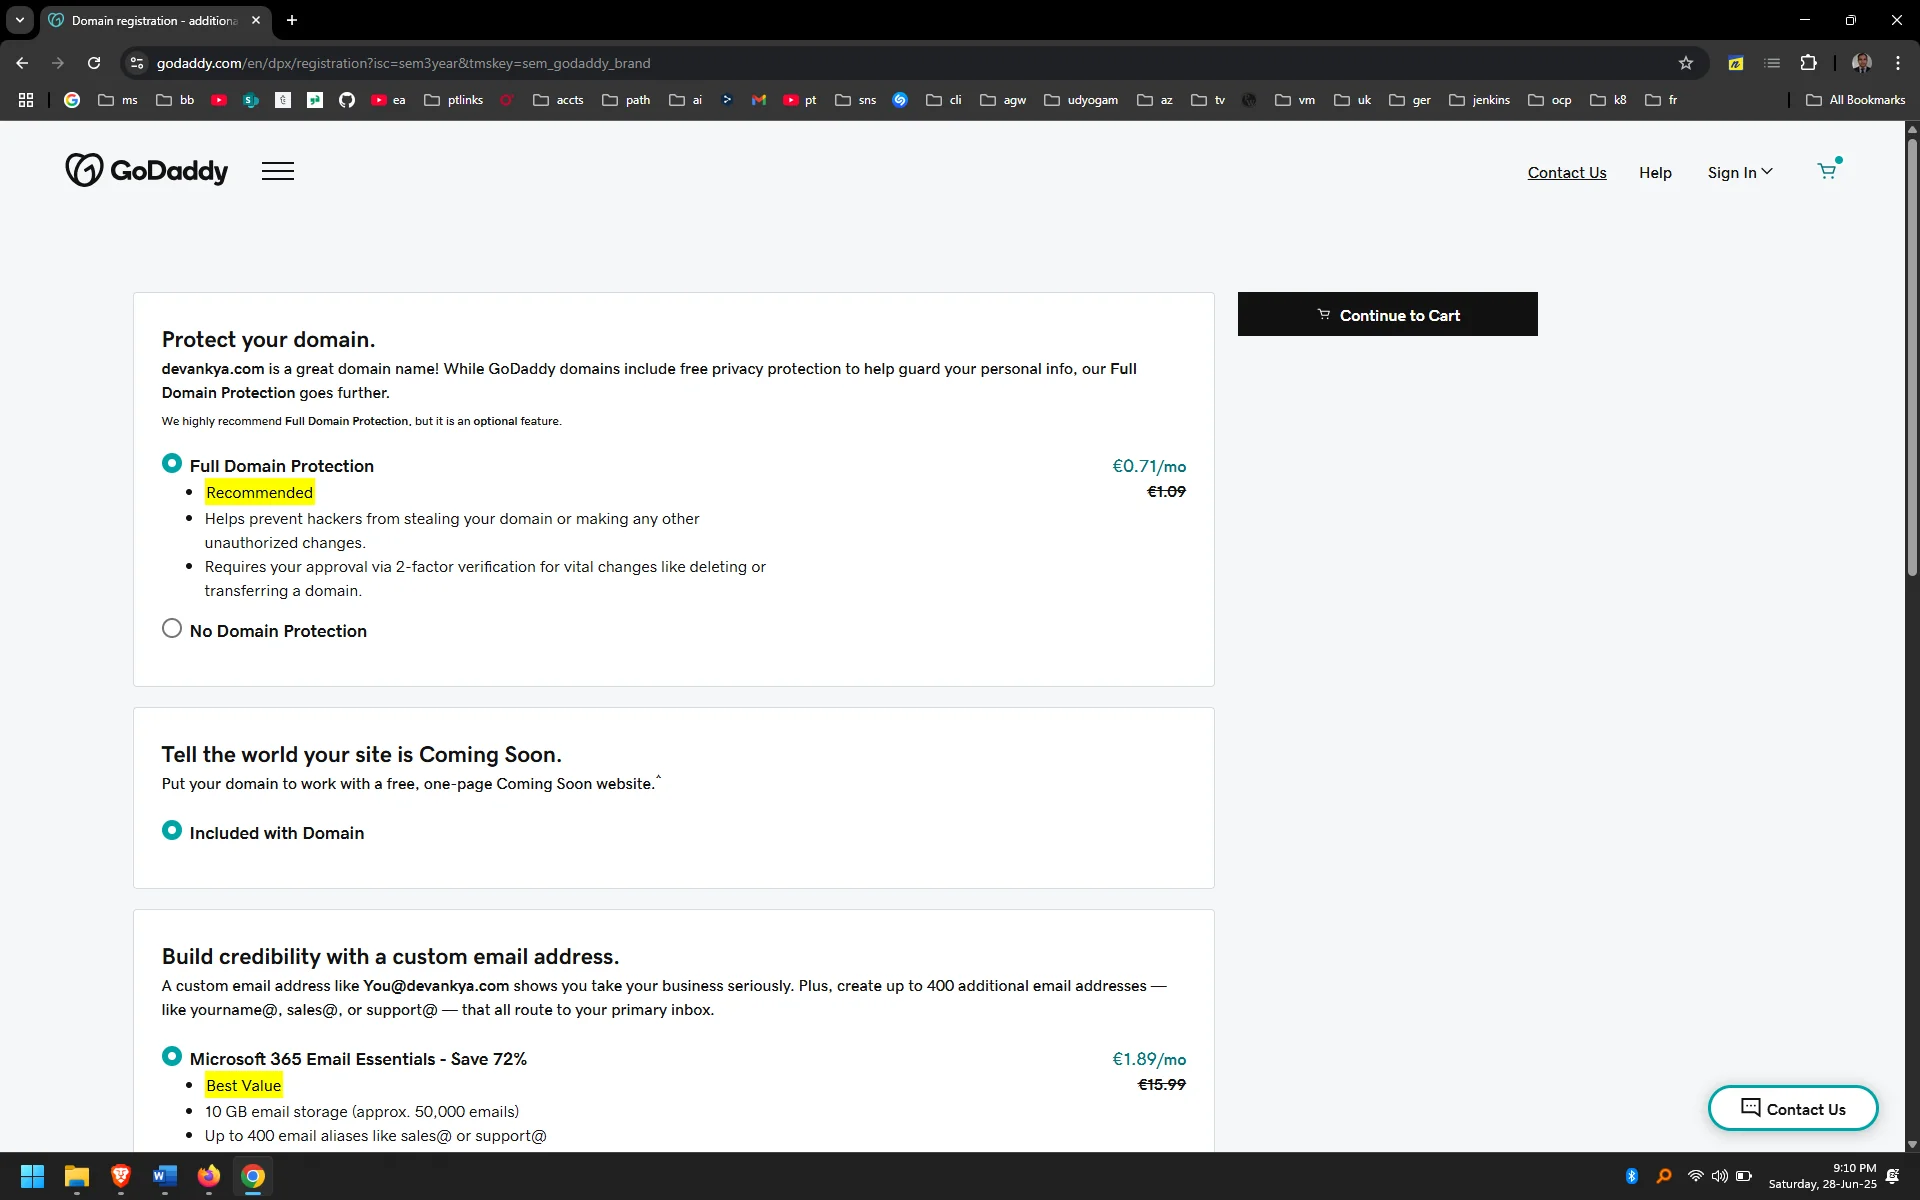 Domain registration - additiona
godaddy.com/en/dpx/registration?isc=sem3year&tmskey=sem_godaddy_brand
ms
bb
ea
ptlinks
accts
path
ai
pt
sns
cli
agw
udyogam
az
tv
vm
uk
ger
jenkins
ocp
k8
fr
All Bookmarks
GoDaddy
Contact Us
Help
Sign In
Protect your domain.
devankya.com is a great domain name! While GoDaddy domains include free privacy protection to help guard your personal info, our Full
Domain Protection goes further.
We highly recommend Full Domain Protection, but it is an optional feature.
Full Domain Protection
€0.71/mo
Recommended
€1.09
Helps prevent hackers from stealing your domain or making any other
unauthorized changes.
Requires your approval via 2-factor verification for vital changes like deleting or
transferring a domain.
No Domain Protection
Continue to Cart
Tell the world your site is Coming Soon.
Put your domain to work with a free, one-page Coming Soon website.^
Included with Domain
Build credibility with a custom email address.
A custom email address like You@devankya.com shows you take your business seriously. Plus, create up to 400 additional email addresses —
like yourname@, sales@, or support@ — that all route to your primary inbox.
Microsoft 365 Email Essentials - Save 72%
€1.89/mo
Best Value
€15.99
10 GB email storage (approx. 50,000 emails)
Up to 400 email aliases like sales@ or support@
Contact Us
9:10 PM
Saturday, 28-Jun-25